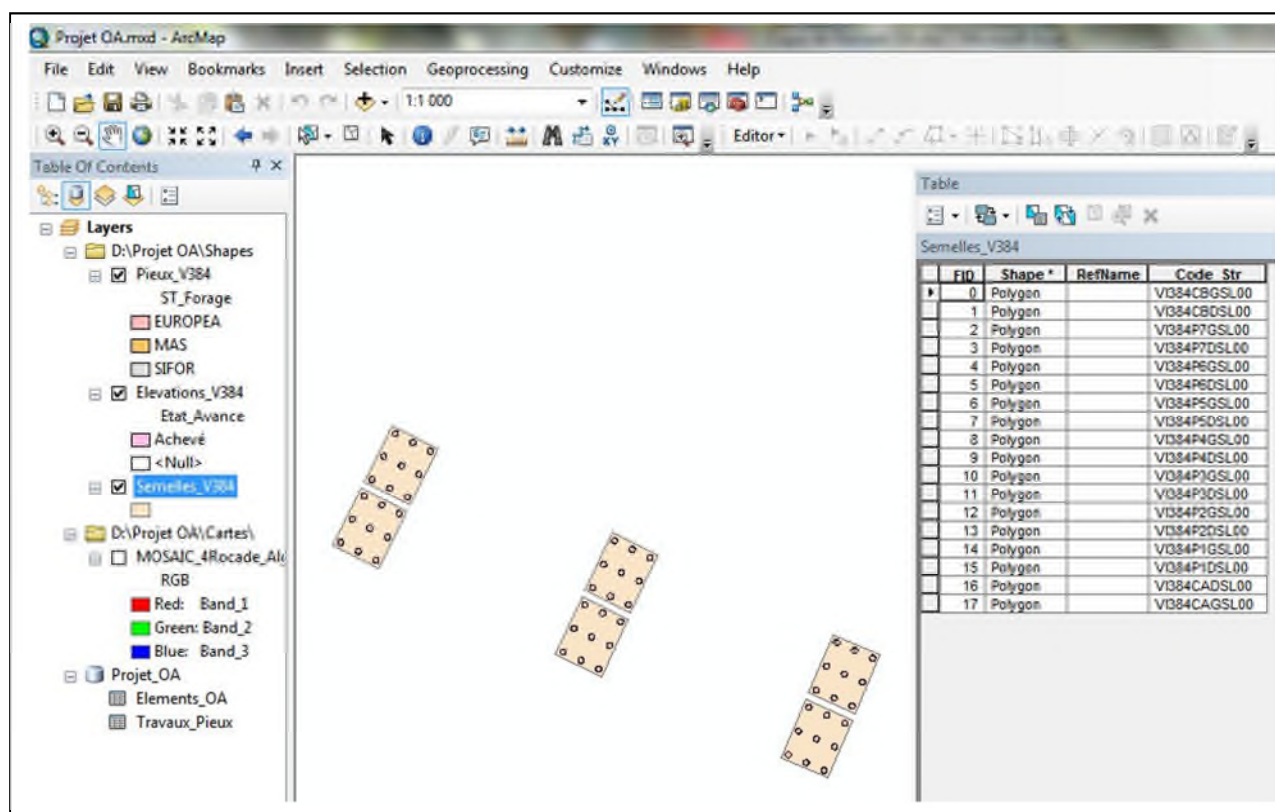 Projet OA.mxd - ArcMap
File Edit View Bookmarks Insert Selection Geoprocessing Customize Windows Help
1:1 000
Editor
Table Of Contents
Layers
D:\Projet OA\Shapes
Pieux_V384
ST_Forage
EUROPEA
MAS
SIFOR
Elevations_V384
Etat_Avance
Achevé
<Null>
Semelles_V384
D:\Projet OA\Cartes\
MOSAIC_4Rocade_Al
RGB
Red: Band_1
Green: Band_2
Blue: Band_3
Projet_OA
Elements_OA
Travaux_Pieux
Table
Semelles_V384
FID Shape * RefName Code_Str
0 Polygon VI384CBGSL00
1 Polygon VI384CBDSL00
2 Polygon VI384P7GSL00
3 Polygon VI384P7DSL00
4 Polygon VI384P6GSL00
5 Polygon VI384P6DSL00
6 Polygon VI384P5GSL00
7 Polygon VI384P5DSL00
8 Polygon VI384P4GSL00
9 Polygon VI384P4DSL00
10 Polygon VI384P3GSL00
11 Polygon VI384P3DSL00
12 Polygon VI384P2GSL00
13 Polygon VI384P2DSL00
14 Polygon VI384P1GSL00
15 Polygon VI384P1DSL00
16 Polygon VI384CADSL00
17 Polygon VI384CAGSL00